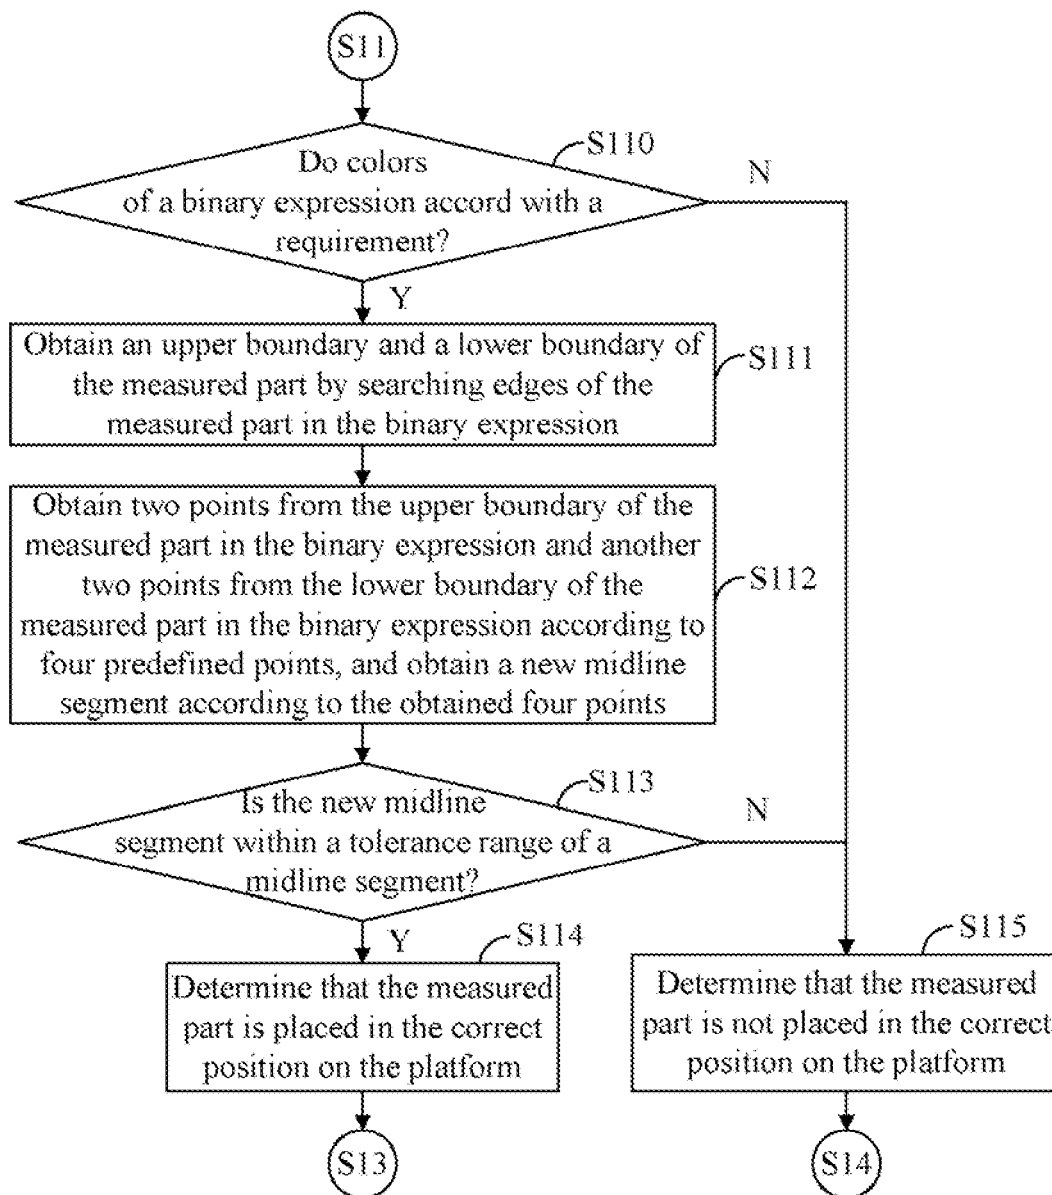 S11
S110
Do colors
of a binary expression accord with a
requirement?
N
Y
Obtain an upper boundary and a lower boundary of
the measured part by searching edges of the
measured part in the binary expression
S111
Obtain two points from the upper boundary of the
measured part in the binary expression and another
two points from the lower boundary of the
measured part in the binary expression according to
four predefined points, and obtain a new midline
segment according to the obtained four points
S112
S113
Is the new midline
segment within a tolerance range of a
midline segment?
N
Y
S114
Determine that the measured
part is placed in the correct
position on the platform
S115
Determine that the measured
part is not placed in the correct
position on the platform
S13
S14